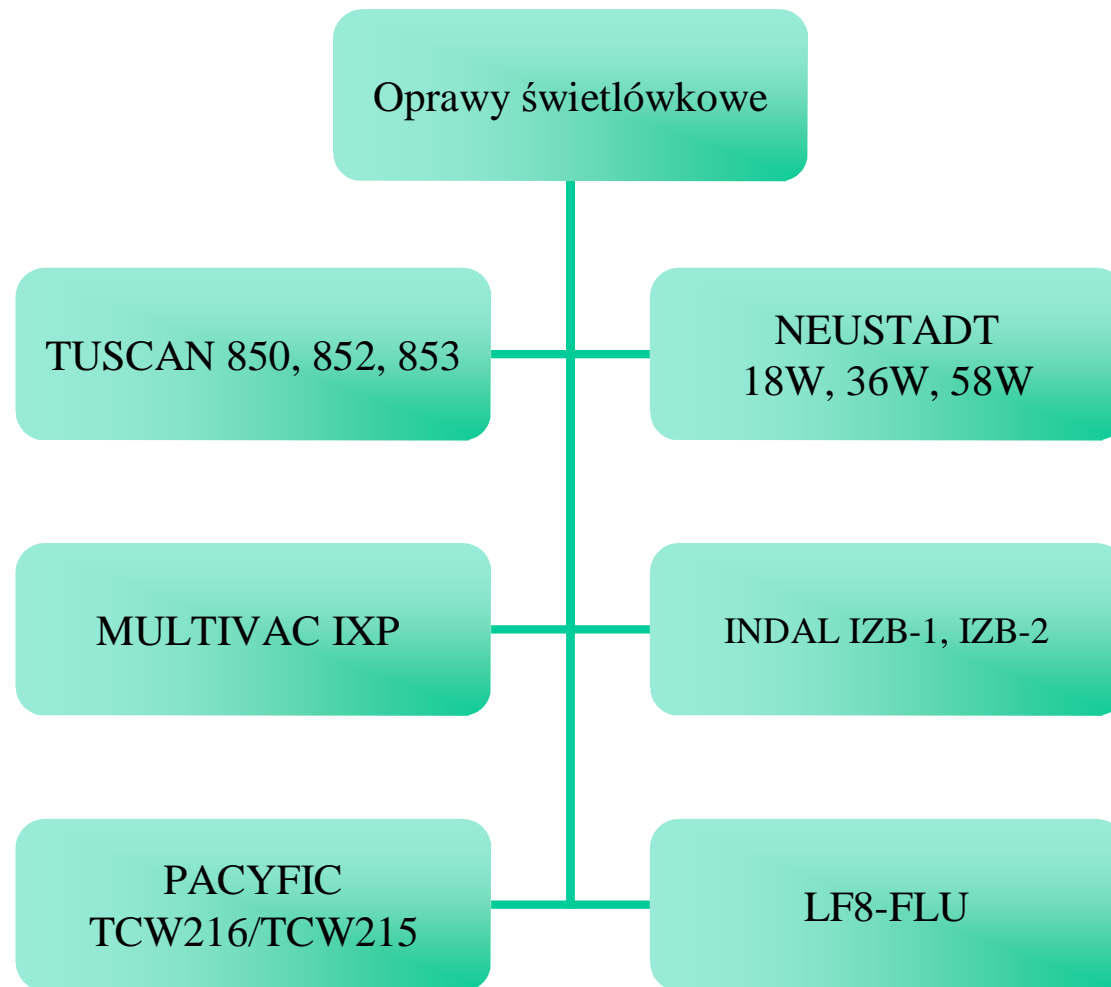 Oprawy świetlówkowe
TUSCAN 850, 852, 853
NEUSTADT
18W, 36W, 58W
MULTIVAC IXP
INDAL IZB-1, IZB-2
PACYFIC
TCW216/TCW215
LF8-FLU